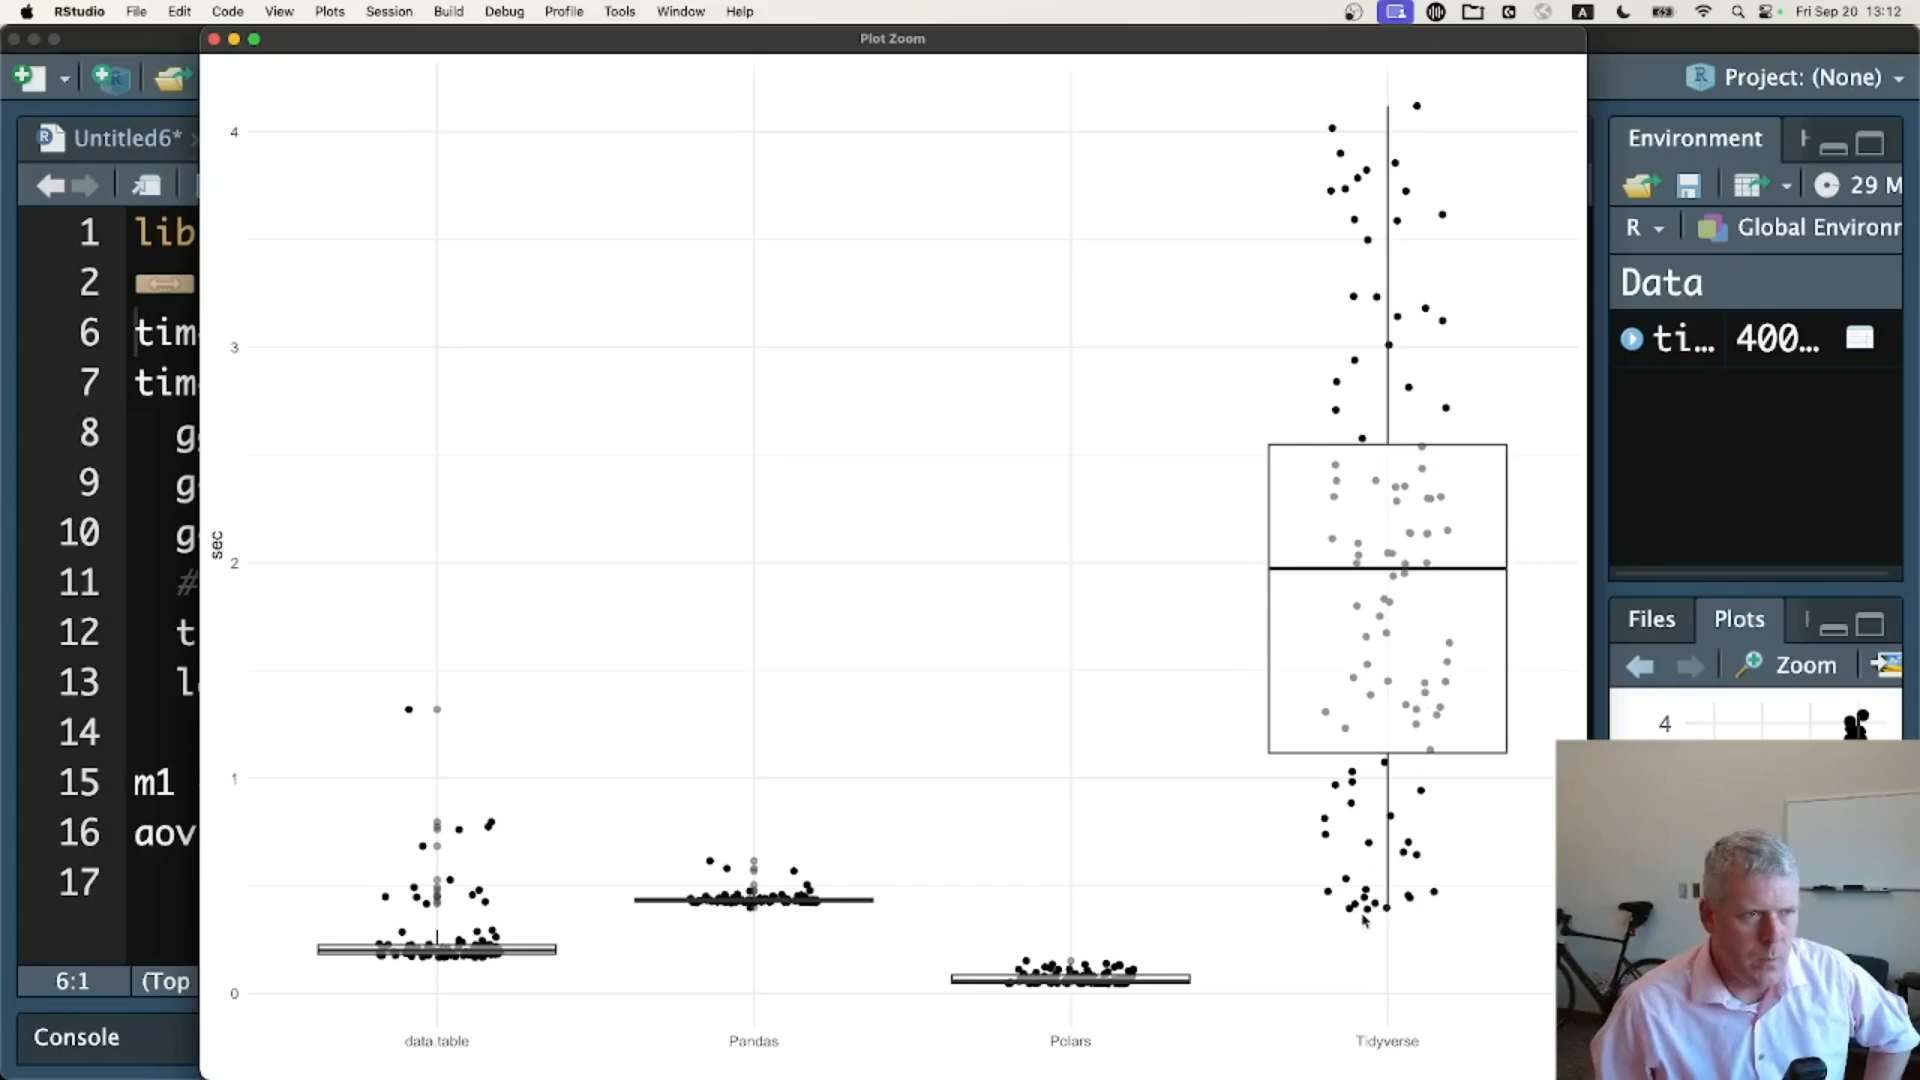 RStudio File Edit Code View Plots Session Build Debug Profile Tools Window Help
A
Fri Sep 20 13:12
Plot Zoom
Project: (None)
Untitled6*
Environment
29 M
R
Global Environ
Data
ti... 400...
1 lib
2
6 tim
7 tim
8 g
9 g
10 g
11 #
12 t
13 l
14
15 m1
16 aov
17
6:1 (Top
Console
Files Plots
Zoom
4
4
3
2
1
0
sec
data.table Pandas Polars Tidyverse